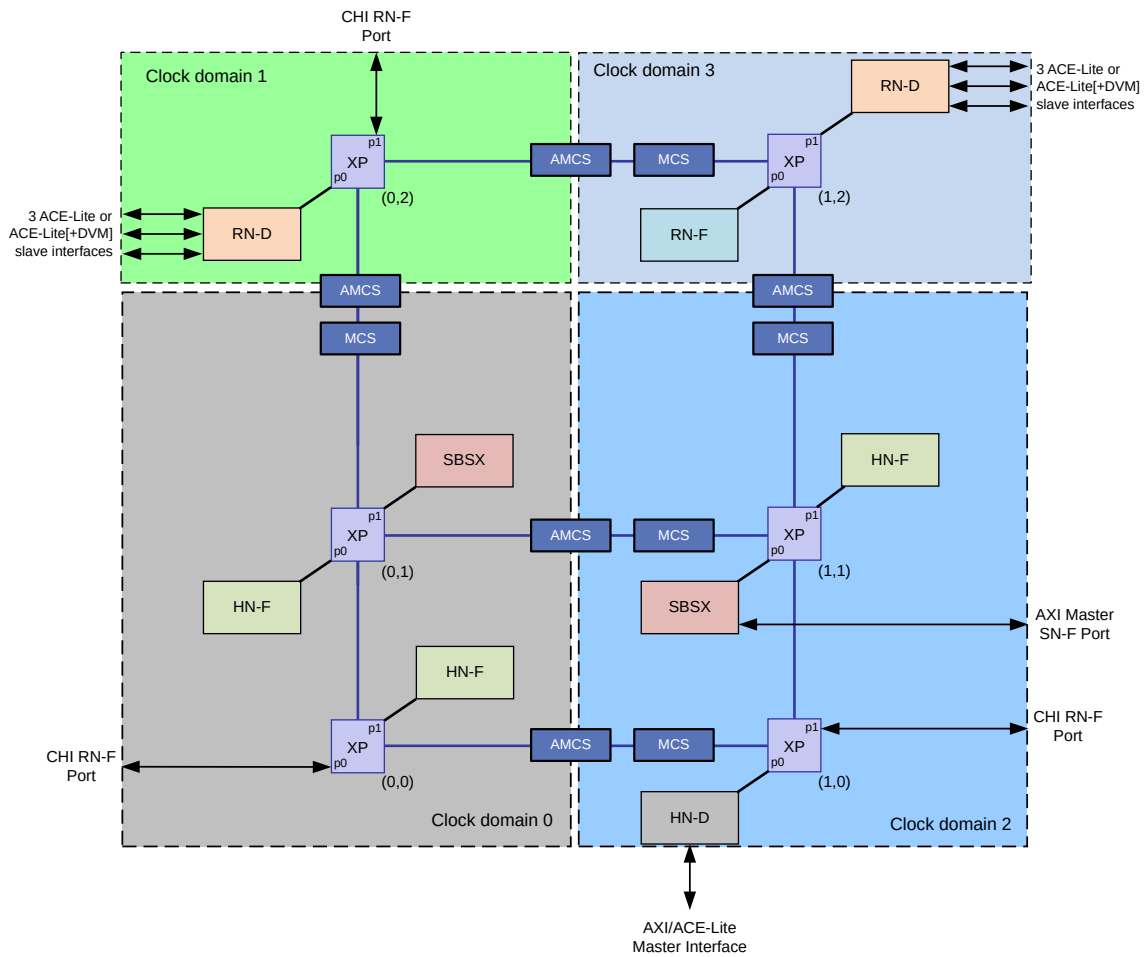 CHI RN-F
Port
Clock domain 1
Clock domain 3
RN-D
3 ACE-Lite or
ACE-Lite[+DVM]
slave interfaces
p1
XP
p0
(0,2)
AMCS
MCS
p1
XP
p0
(1,2)
3 ACE-Lite or
ACE-Lite[+DVM]
slave interfaces
RN-D
RN-F
AMCS
MCS
AMCS
MCS
SBSX
HN-F
p1
XP
p0
(0,1)
AMCS
MCS
p1
XP
p0
(1,1)
HN-F
SBSX
AXI Master
SN-F Port
HN-F
CHI RN-F
Port
p1
XP
p0
(0,0)
AMCS
MCS
p1
XP
p0
(1,0)
CHI RN-F
Port
HN-D
Clock domain 0
Clock domain 2
AXI/ACE-Lite
Master Interface